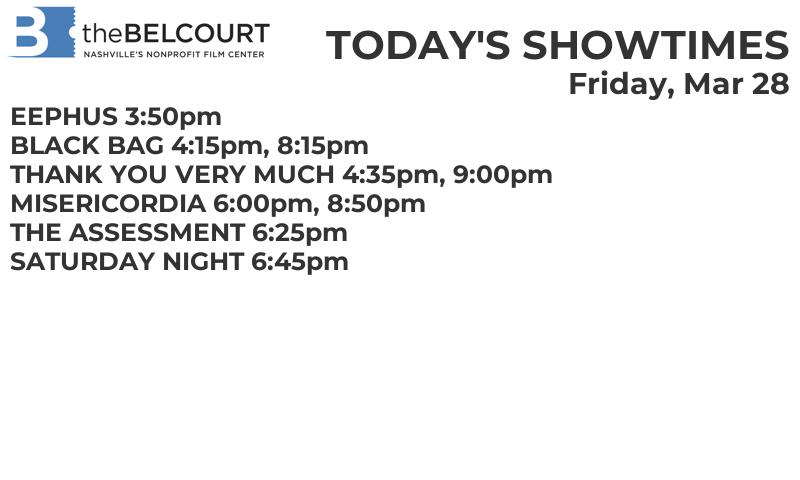 B theBELCOURT
NASHVILLE'S NONPROFIT FILM CENTER
TODAY'S SHOWTIMES
Friday, Mar 28
EEPHUS 3:50pm
BLACK BAG 4:15pm, 8:15pm
THANK YOU VERY MUCH 4:35pm, 9:00pm
MISERICORDIA 6:00pm, 8:50pm
THE ASSESSMENT 6:25pm
SATURDAY NIGHT 6:45pm